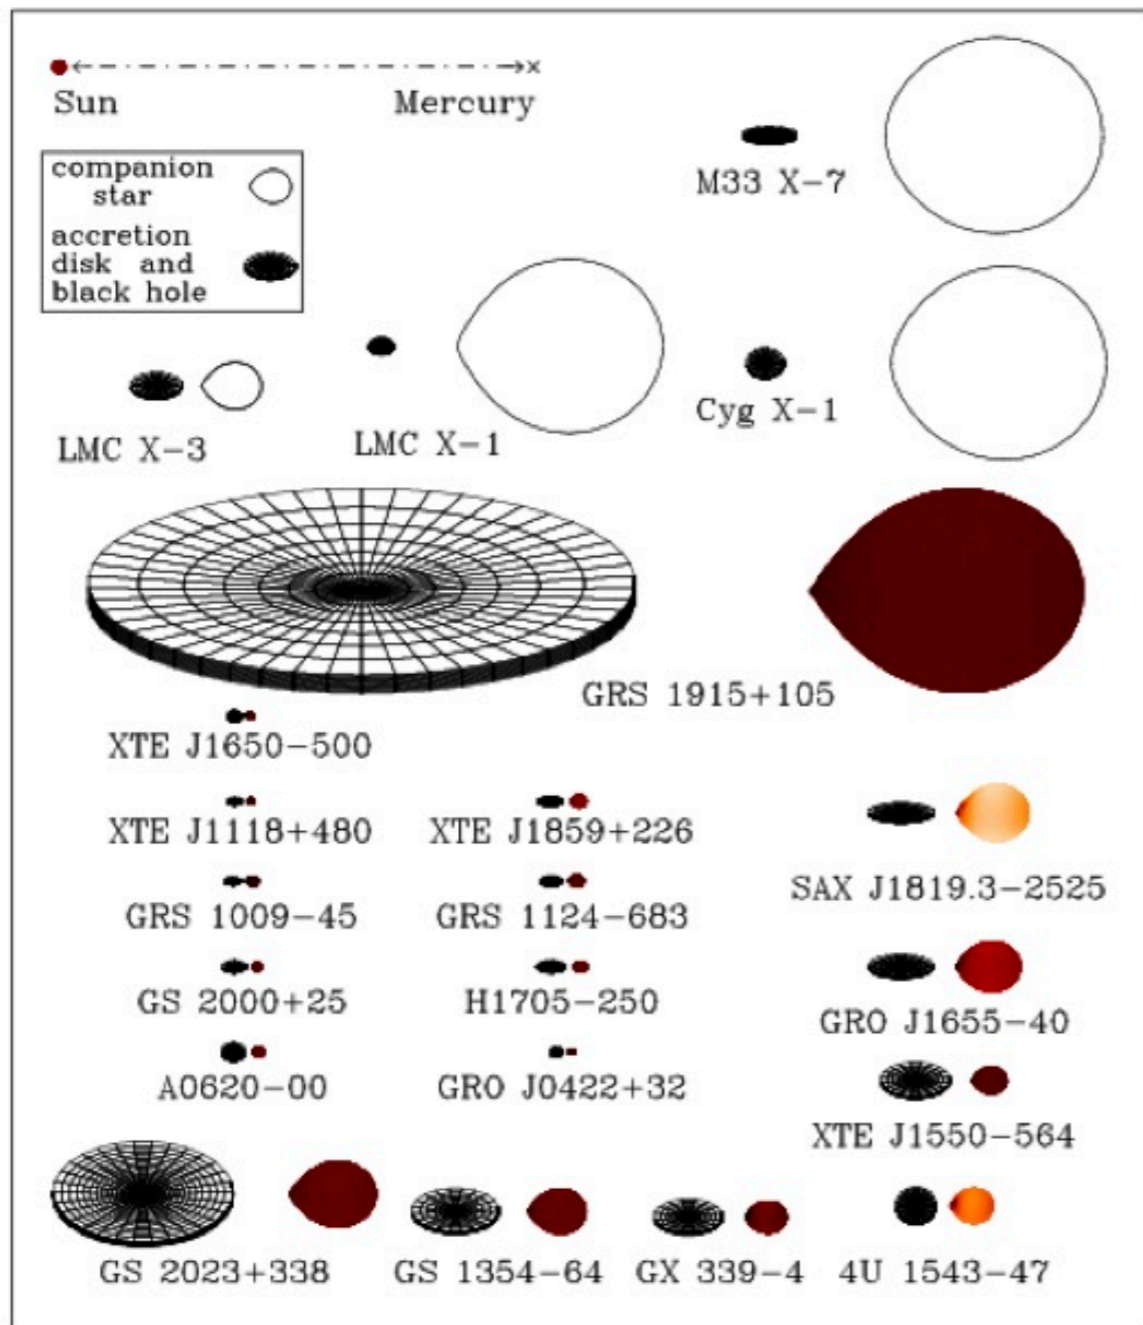 Sun
Mercury
companion
star
accretion
disk and
black hole
M33 X-7
LMC X-3
LMC X-1
Cyg X-1
GRS 1915+105
XTE J1650-500
XTE J1118+480
XTE J1859+226
SAX J1819.3-2525
GRS 1009-45
GRS 1124-683
GS 2000+25
H1705-250
GRO J1655-40
A0620-00
GRO J0422+32
XTE J1550-564
GS 2023+338
GS 1354-64
GX 339-4
4U 1543-47